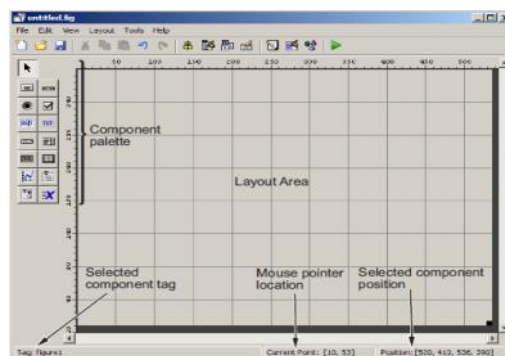 untitled.fig
File Edit View Layout Tools Help
50 100 150 200 250 300 350 400 450 500
Component
palette
Layout Area
Selected
component tag
Mouse pointer
location
Selected component
position
Tag: figure1
Current Point: [10, 53]
Position: [520, 410, 536, 390]